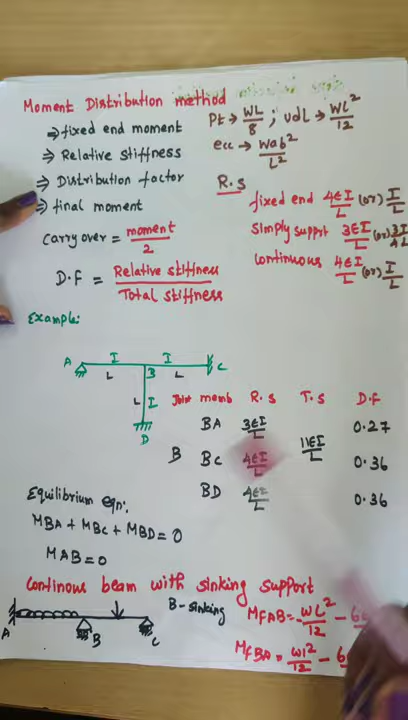 Moment Distribution method
⇒ fixed end moment
⇒ Relative stiffness
⇒ Distribution factor
⇒ final moment
Pt → WL/8 ; udL → WL²/12
ecc → Wab²/L²
R.S
fixed end 4EI/L (or) I/L
Simply support 3EI/L (or) 3I/4L
continuous 4EI/L (or) I/L
Carry over = moment/2
D.F = Relative stiffness/Total stiffness
Example:
A I I C
L B L
L I
D
Joint memb R.S T.S D.F
BA 3EI/L 0.27
B BC 4EI/L 11EI/L 0.36
BD 4EI/L 0.36
Equilibrium eqn:
MBA + MBC + MBD = 0
MAB = 0
Continous beam with sinking support
A B C
B-sinking
MFAB = -WL²/12 - 6
MFBA = Wl²/12 - 6